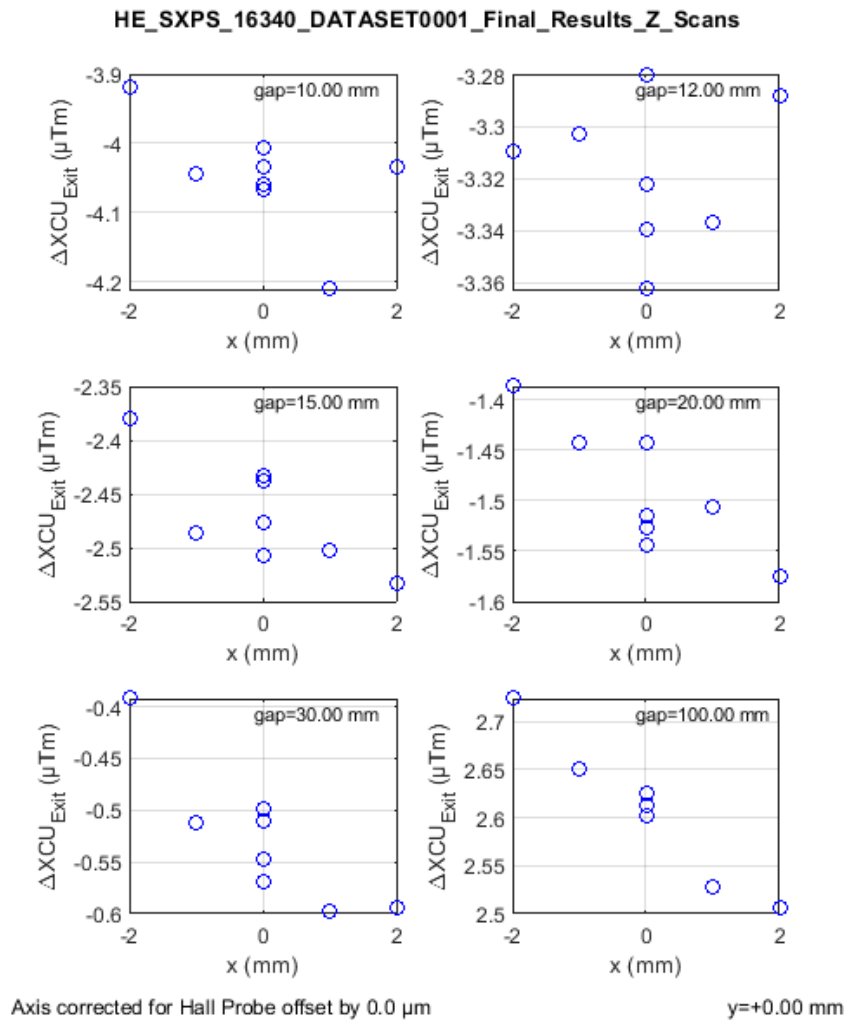 HE_SXPS_16340_DATASET0001_Final_Results_Z_Scans
-3.9
-4
-4.1
-4.2
ΔXCU_Exit (µTm)
gap=10.00 mm
-2 0 2
x (mm)
-3.28
-3.3
-3.32
-3.34
-3.36
ΔXCU_Exit (µTm)
gap=12.00 mm
-2 0 2
x (mm)
-2.35
-2.4
-2.45
-2.5
-2.55
ΔXCU_Exit (µTm)
gap=15.00 mm
-2 0 2
x (mm)
-1.4
-1.45
-1.5
-1.55
-1.6
ΔXCU_Exit (µTm)
gap=20.00 mm
-2 0 2
x (mm)
-0.4
-0.45
-0.5
-0.55
-0.6
ΔXCU_Exit (µTm)
gap=30.00 mm
-2 0 2
x (mm)
2.7
2.65
2.6
2.55
2.5
ΔXCU_Exit (µTm)
gap=100.00 mm
-2 0 2
x (mm)
Axis corrected for Hall Probe offset by 0.0 µm
y=+0.00 mm